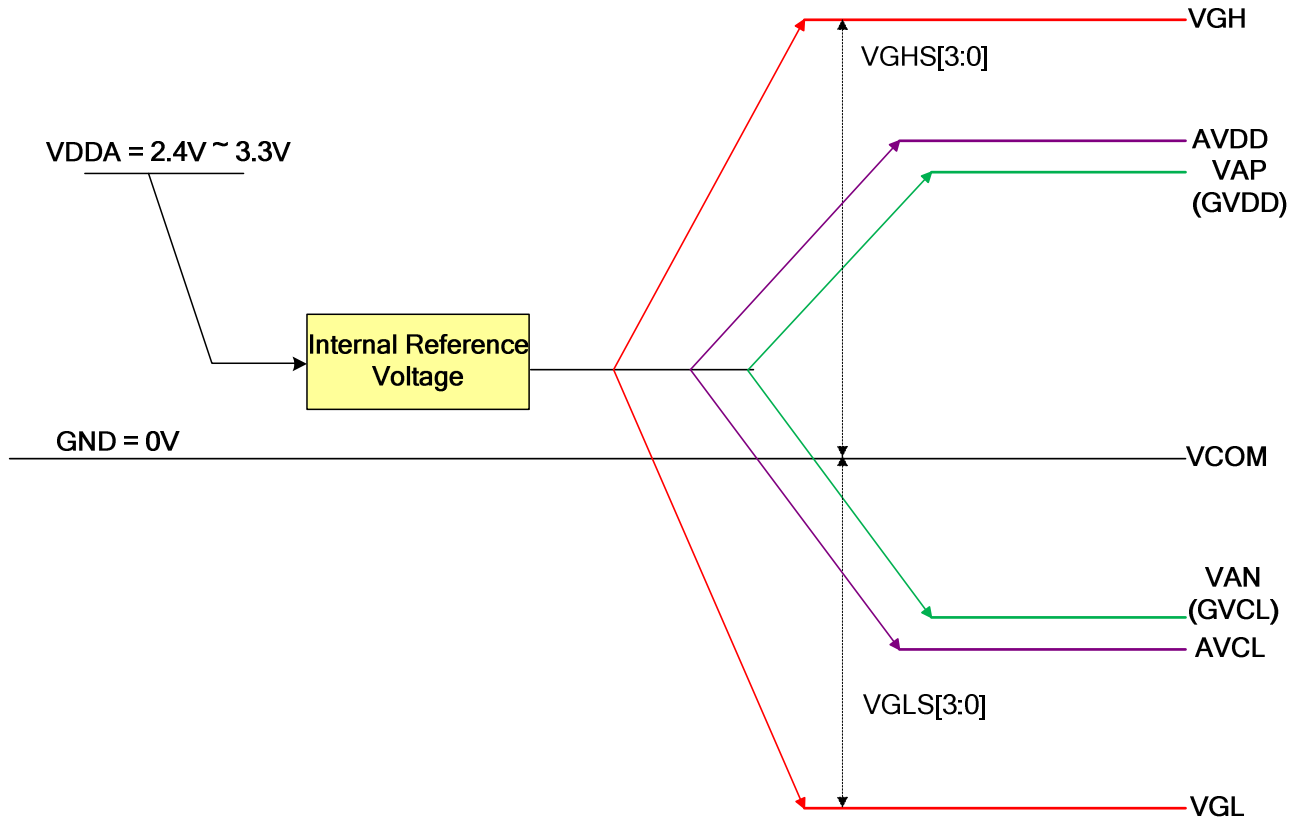 VGH
VGHS[3:0]
AVDD
VDDA = 2.4V ~ 3.3V
VAP
(GVDD)
Internal Reference
Voltage
GND = 0V
VCOM
VAN
(GVCL)
AVCL
VGLS[3:0]
VGL